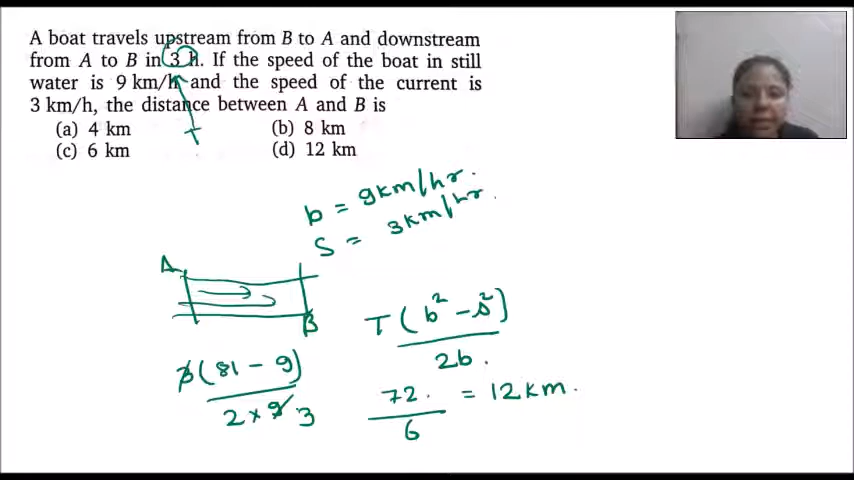 A boat travels upstream from B to A and downstream
from A to B in 3 h. If the speed of the boat in still
water is 9 km/h and the speed of the current is
3 km/h, the distance between A and B is
(a) 4 km (b) 8 km
(c) 6 km (d) 12 km
T
b = 9km/hr.
S = 3km/hr.
A
B
T(b² - s²)
2b.
3(81 - 9)
2 × 9 3
72. = 12km.
6